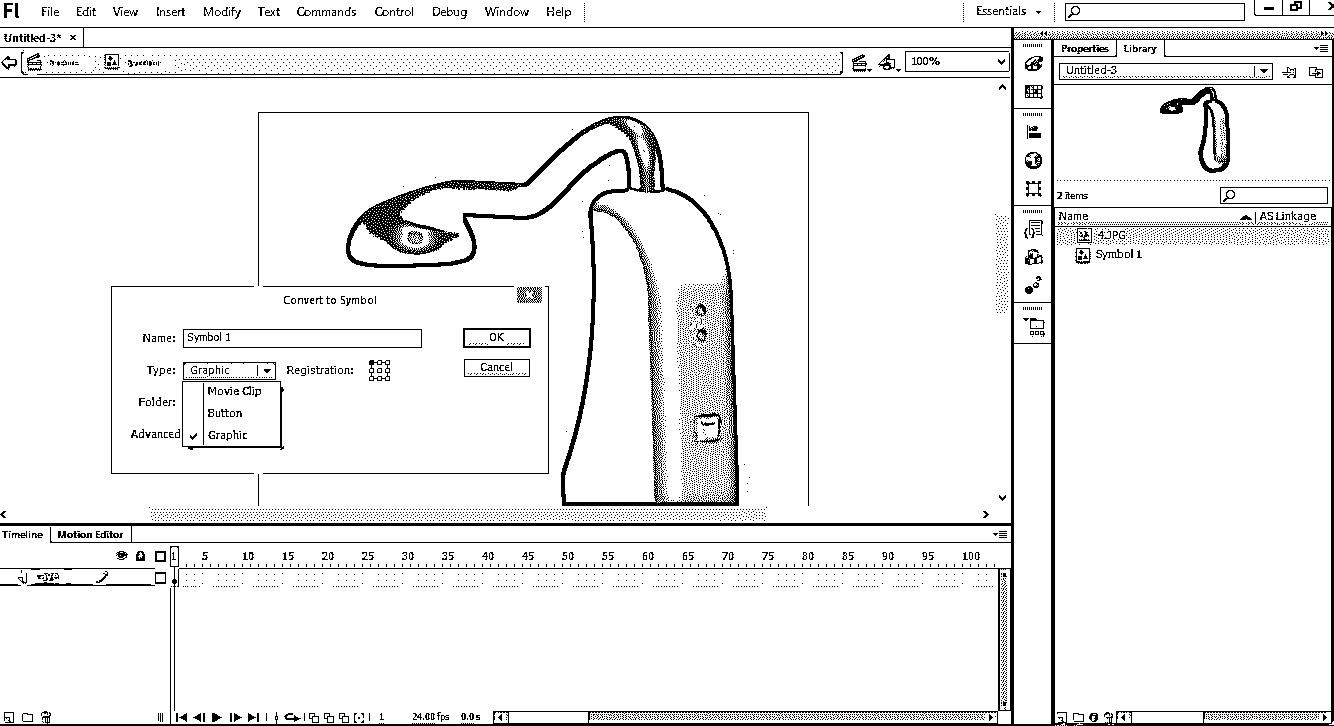 Fl File Edit View Insert Modify Text Commands Control Debug Window Help Essentials
Untitled-3*
100%
Properties Library
Untitled-3
2 items
Name AS Linkage
4.JPG
Symbol 1
Convert to Symbol
Name: Symbol 1 OK
Type: Graphic Registration: Cancel
Movie Clip
Folder:
Button
Advanced Graphic
Timeline Motion Editor
1 5 10 15 20 25 30 35 40 45 50 55 60 65 70 75 80 85 90 95 100
1 24.00 fps 0.0 s